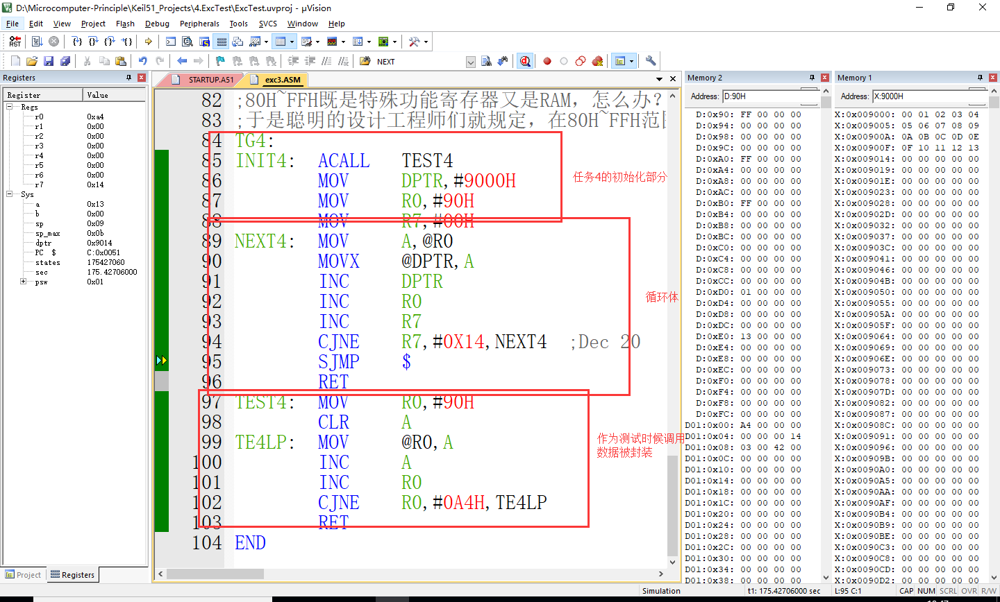 D:\Microcomputer-Principle\Keil51_Projects\4.ExcTest\ExcTest.uvproj - µVision
File Edit View Project Flash Debug Peripherals Tools SVCS Window Help
NEXT
Registers
Register Value
Regs
r0 0xa4
r1 0x00
r2 0x00
r3 0x00
r4 0x00
r5 0x00
r6 0x00
r7 0x14
Sys
a 0x13
b 0x00
sp 0x09
sp_max 0x0b
dptr 0x9014
PC $ C:0x0051
states 175427060
sec 175.42706000
psw 0x01
Project Registers
STARTUP.A51 exc3.ASM
82 ;80H~FFH既是特殊功能寄存器又是RAM，怎么办？
83 ;于是聪明的设计工程师们就规定，在80H~FFH范
84 TG4:
85 INIT4: ACALL TEST4
86 MOV DPTR,#9000H
87 MOV R0,#90H
88 MOV R7,#00H
89 NEXT4: MOV A,@R0
90 MOVX @DPTR,A
91 INC DPTR
92 INC R0
93 INC R7
94 CJNE R7,#0X14,NEXT4 ;Dec 20
95 SJMP $
96 RET
97 TEST4: MOV R0,#90H
98 CLR A
99 TE4LP: MOV @R0,A
100 INC A
101 INC R0
102 CJNE R0,#0A4H,TE4LP
103 RET
104 END
任务4的初始化部分
循环体
作为测试时候调用
数据被封装
Memory 2
Address: D:90H
D:0x90: FF 00 00 00
D:0x94: 00 00 00 00
D:0x98: 00 00 00 00
D:0x9C: 00 00 00 00
D:0xA0: FF 00 00 00
D:0xA4: 00 00 00 00
D:0xA8: 00 00 00 00
D:0xAC: 00 00 00 00
D:0xB0: FF 00 00 00
D:0xB4: 00 00 00 00
D:0xB8: 00 00 00 00
D:0xBC: 00 00 00 00
D:0xC0: 00 00 00 00
D:0xC4: 00 00 00 00
D:0xC8: 00 00 00 00
D:0xCC: 00 00 00 00
D:0xD0: 01 00 00 00
D:0xD4: 00 00 00 00
D:0xD8: 00 00 00 00
D:0xDC: 00 00 00 00
D:0xE0: 13 00 00 00
D:0xE4: 00 00 00 00
D:0xE8: 00 00 00 00
D:0xEC: 00 00 00 00
D:0xF0: 00 00 00 00
D:0xF4: 00 00 00 00
D:0xF8: 00 00 00 00
D:0xFC: 00 00 00 00
D01:0x00: A4 00 00 00
D01:0x04: 00 00 00 14
D01:0x08: 03 00 42 00
D01:0x0C: 00 00 00 00
D01:0x10: 00 00 00 00
D01:0x14: 00 00 00 00
D01:0x18: 00 00 00 00
D01:0x1C: 00 00 00 00
D01:0x20: 00 00 00 00
D01:0x24: 00 00 00 00
D01:0x28: 00 00 00 00
D01:0x2C: 00 00 00 00
D01:0x30: 00 00 00 00
D01:0x34: 00 00 00 00
D01:0x38: 00 00 00 00
Memory 1
Address: X:9000H
X:0x009000: 00 01 02 03 04
X:0x009005: 05 06 07 08 09
X:0x00900A: 0A 0B 0C 0D 0E
X:0x00900F: 0F 10 11 12 13
X:0x009014: 00 00 00 00 00
X:0x009019: 00 00 00 00 00
X:0x00901E: 00 00 00 00 00
X:0x009023: 00 00 00 00 00
X:0x009028: 00 00 00 00 00
X:0x00902D: 00 00 00 00 00
X:0x009032: 00 00 00 00 00
X:0x009037: 00 00 00 00 00
X:0x00903C: 00 00 00 00 00
X:0x009041: 00 00 00 00 00
X:0x009046: 00 00 00 00 00
X:0x00904B: 00 00 00 00 00
X:0x009050: 00 00 00 00 00
X:0x009055: 00 00 00 00 00
X:0x00905A: 00 00 00 00 00
X:0x00905F: 00 00 00 00 00
X:0x009064: 00 00 00 00 00
X:0x009069: 00 00 00 00 00
X:0x00906E: 00 00 00 00 00
X:0x009073: 00 00 00 00 00
X:0x009078: 00 00 00 00 00
X:0x00907D: 00 00 00 00 00
X:0x009082: 00 00 00 00 00
X:0x009087: 00 00 00 00 00
X:0x00908C: 00 00 00 00 00
X:0x009091: 00 00 00 00 00
X:0x009096: 00 00 00 00 00
X:0x00909B: 00 00 00 00 00
X:0x0090A0: 00 00 00 00 00
X:0x0090A5: 00 00 00 00 00
X:0x0090AA: 00 00 00 00 00
X:0x0090AF: 00 00 00 00 00
X:0x0090B4: 00 00 00 00 00
X:0x0090B9: 00 00 00 00 00
X:0x0090BE: 00 00 00 00 00
X:0x0090C3: 00 00 00 00 00
X:0x0090C8: 00 00 00 00 00
X:0x0090CD: 00 00 00 00 00
X:0x0090D2: 00 00 00 00 00
Simulation t1: 175.42706000 sec L:95 C:1 CAP NUM SCRL OVR R/W